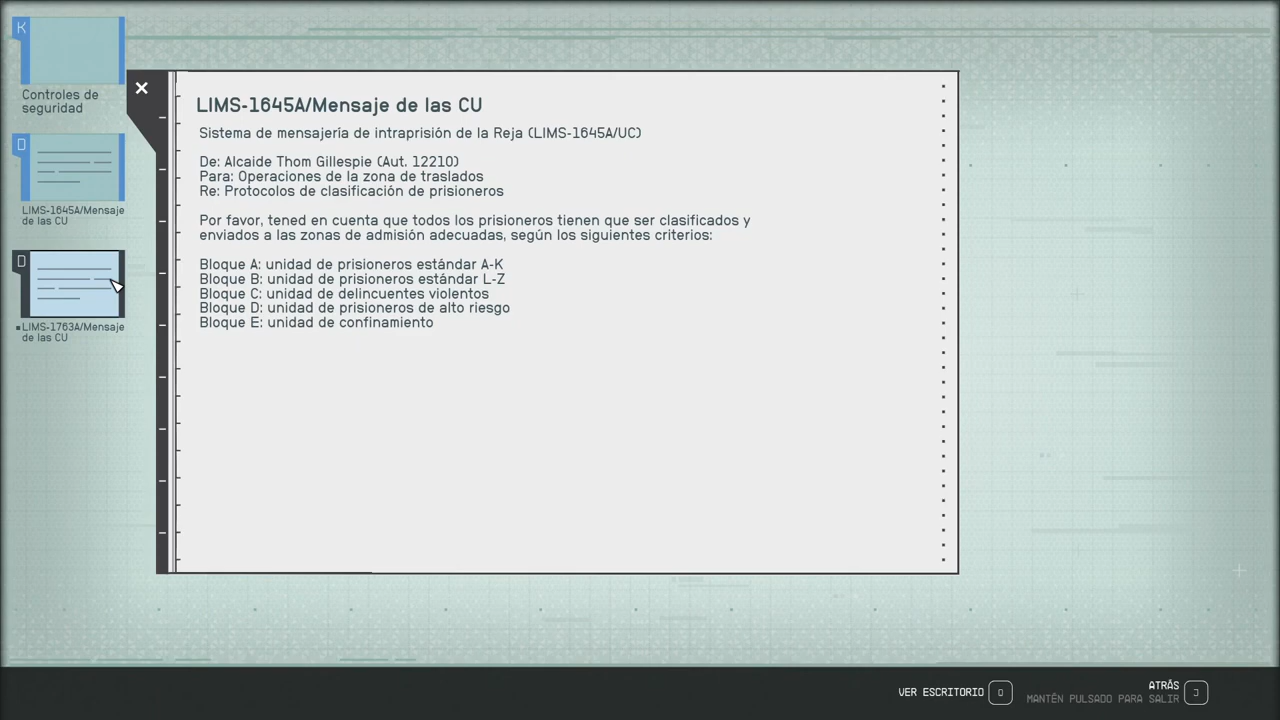 K
Controles de
seguridad
D
LIMS-1645A/Mensaje
de las CU
D
LIMS-1763A/Mensaje
de las CU
LIMS-1645A/Mensaje de las CU
Sistema de mensajería de intraprisión de la Reja (LIMS-1645A/UC)
De: Alcaide Thom Gillespie (Aut. 12210)
Para: Operaciones de la zona de traslados
Re: Protocolos de clasificación de prisioneros
Por favor, tened en cuenta que todos los prisioneros tienen que ser clasificados y
enviados a las zonas de admisión adecuadas, según los siguientes criterios:
Bloque A: unidad de prisioneros estándar A-K
Bloque B: unidad de prisioneros estándar L-Z
Bloque C: unidad de delincuentes violentos
Bloque D: unidad de prisioneros de alto riesgo
Bloque E: unidad de confinamiento
VER ESCRITORIO Q
ATRÁS
MANTÉN PULSADO PARA SALIR